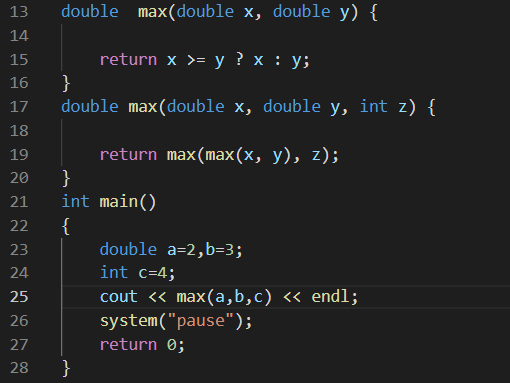 13 double  max(double x, double y) {
14
15     return x >= y ? x : y;
16 }
17 double max(double x, double y, int z) {
18
19     return max(max(x, y), z);
20 }
21 int main()
22 {
23     double a=2,b=3;
24     int c=4;
25     cout << max(a,b,c) << endl;
26     system("pause");
27     return 0;
28 }